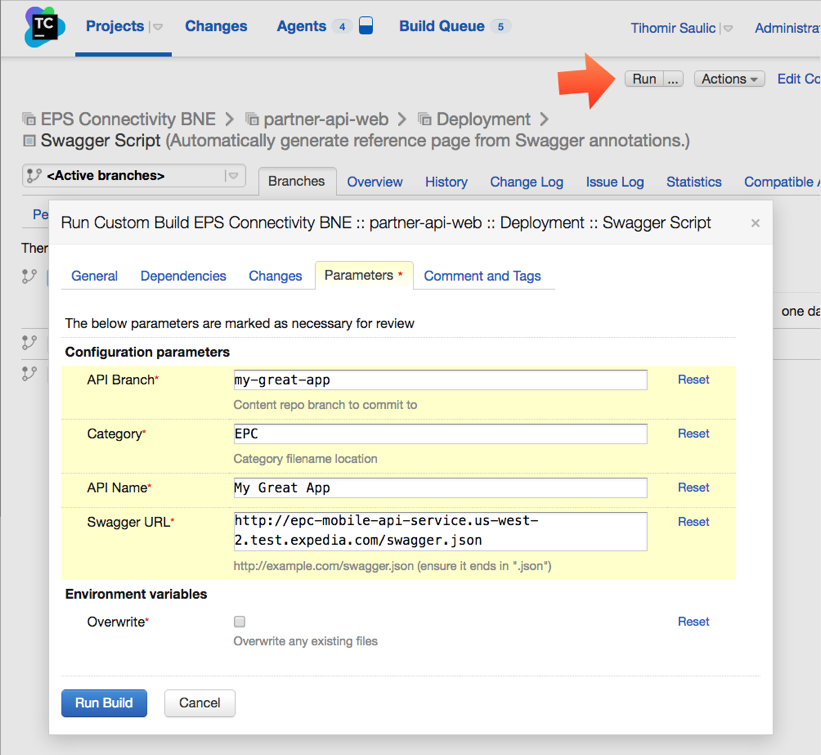 TC Projects Changes Agents 4 Build Queue 5 Tihomir Saulic Administra
Run ... Actions Edit Co
EPS Connectivity BNE > partner-api-web > Deployment >
Swagger Script (Automatically generate reference page from Swagger annotations.)
<Active branches> Branches Overview History Change Log Issue Log Statistics Compatible A
Pe
Run Custom Build EPS Connectivity BNE :: partner-api-web :: Deployment :: Swagger Script ×
Ther
General Dependencies Changes Parameters * Comment and Tags
one da
The below parameters are marked as necessary for review
Configuration parameters
API Branch* my-great-app Reset
Content repo branch to commit to
Category* EPC Reset
Category filename location
API Name* My Great App Reset
Swagger URL* http://epc-mobile-api-service.us-west- Reset
2.test.expedia.com/swagger.json
http://example.com/swagger.json (ensure it ends in ".json")
Environment variables
Overwrite* Reset
Overwrite any existing files
Run Build Cancel